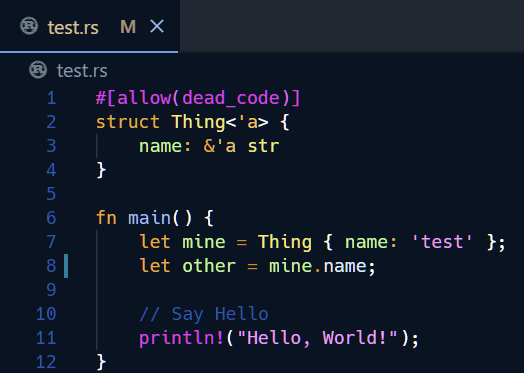 test.rs M
test.rs
1 #[allow(dead_code)]
2 struct Thing<'a> {
3     name: &'a str
4 }
5
6 fn main() {
7     let mine = Thing { name: 'test' };
8     let other = mine.name;
9
10     // Say Hello
11     println!("Hello, World!");
12 }